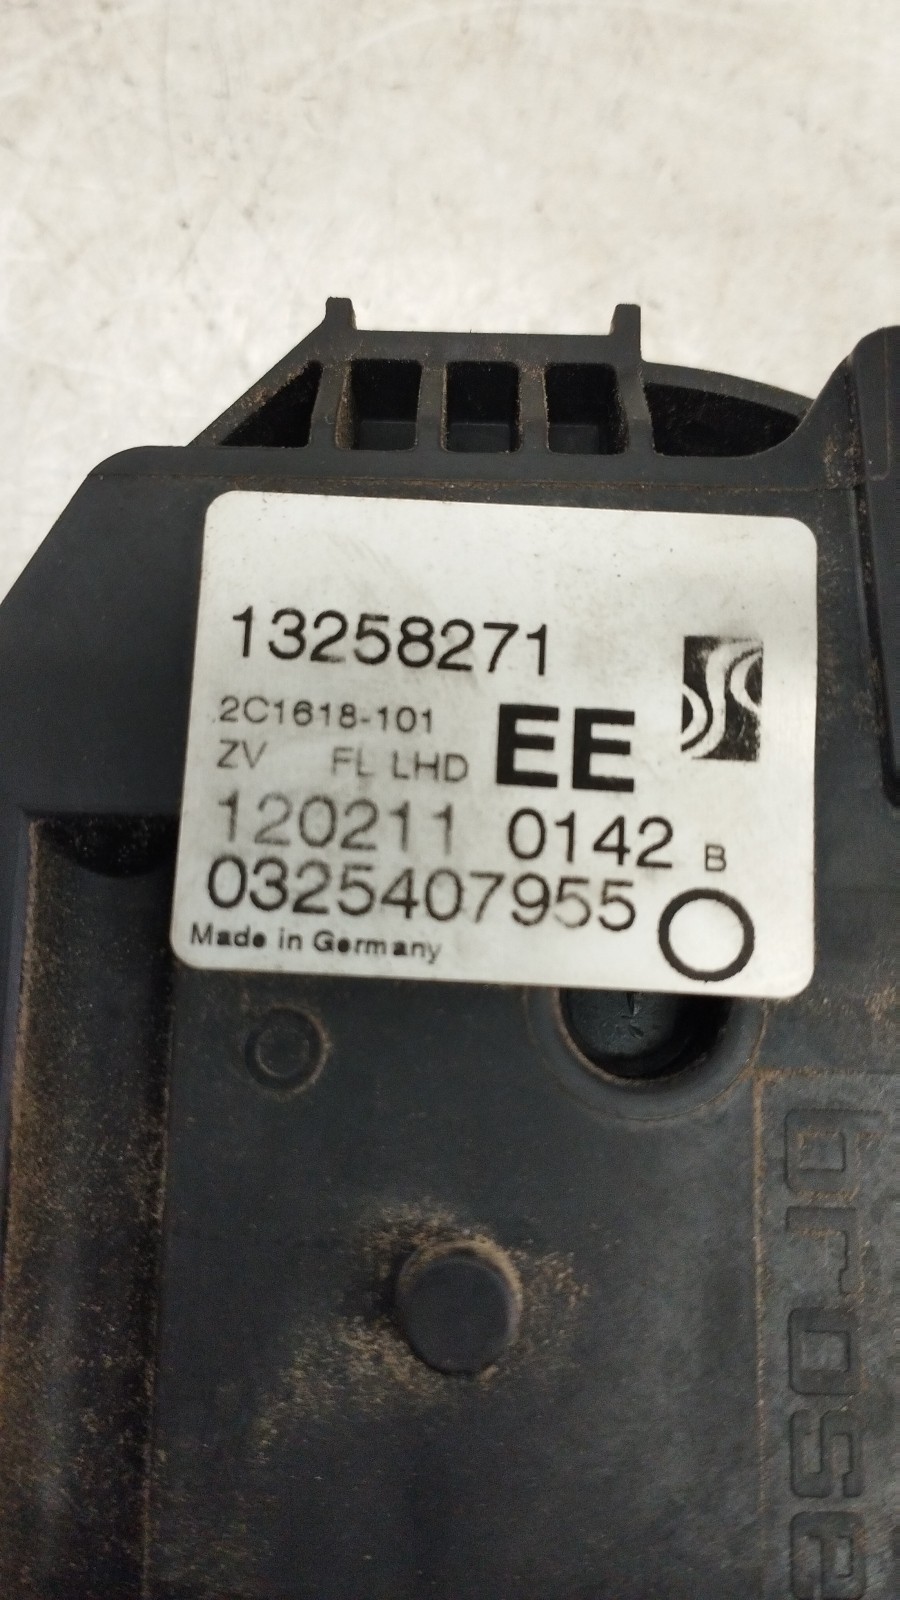 13258271
2C1618-101
ZV FL LHD EE
120211 0142 B
0325407955
Made in Germany
brose